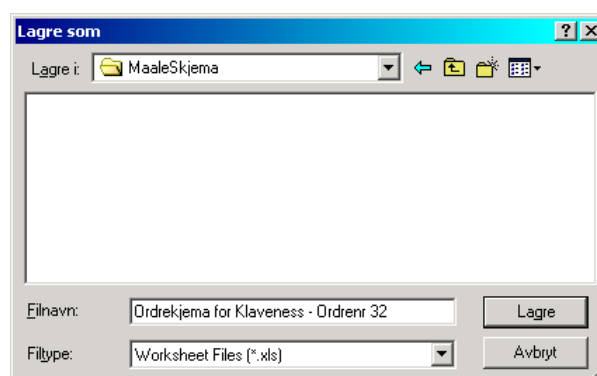 Lagre som
Lagre i: MaaleSkjema
Filnavn: Ordrekjema for Klaveness - Ordrenr 32 Lagre
Filtype: Worksheet Files (*.xls) Avbryt